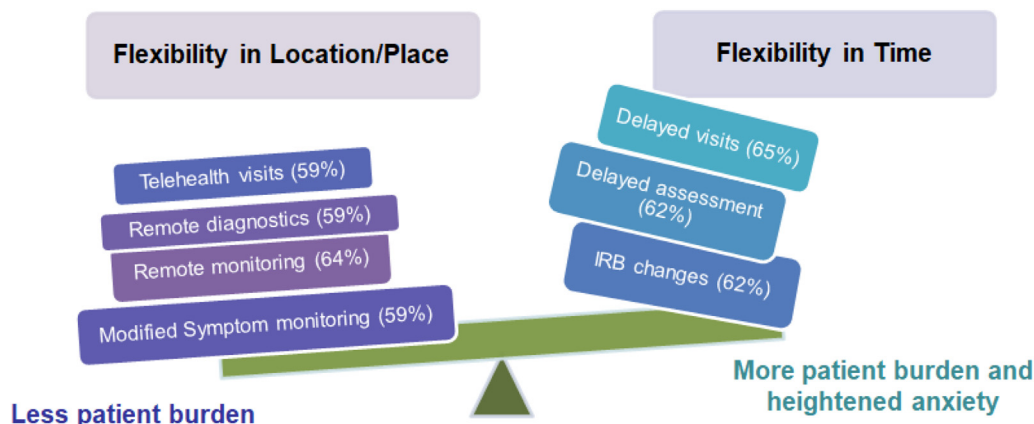 Flexibility in Location/Place
Flexibility in Time
Telehealth visits (59%)
Remote diagnostics (59%)
Remote monitoring (64%)
Modified Symptom monitoring (59%)
Delayed visits (65%)
Delayed assessment
(62%)
IRB changes (62%)
Less patient burden
More patient burden and
heightened anxiety